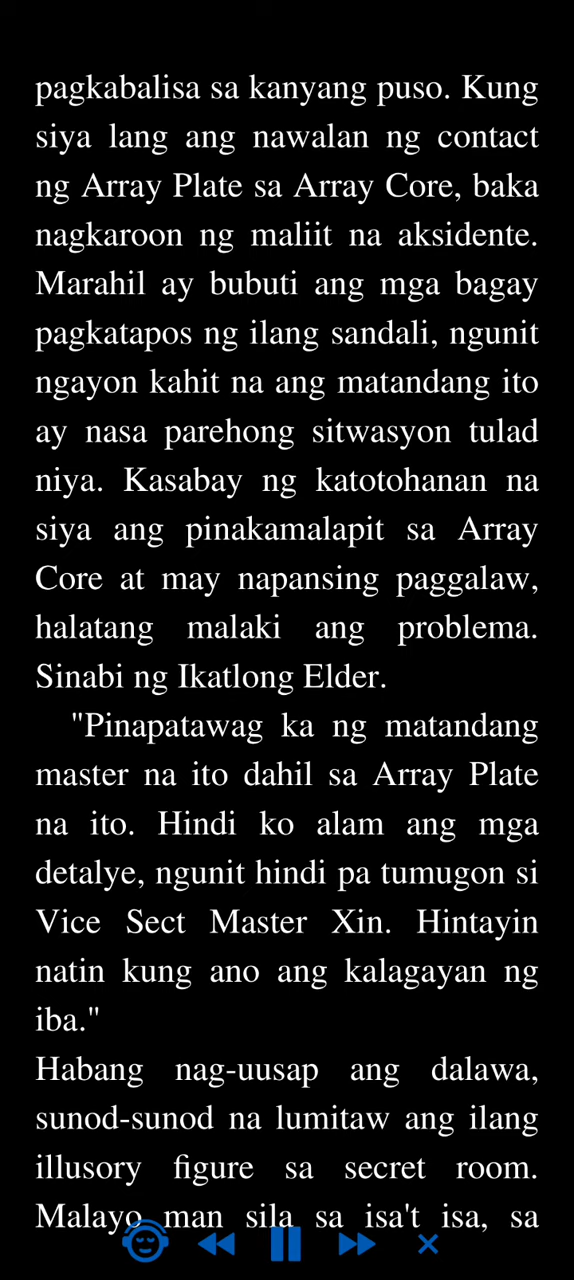 pagkabalisa sa kanyang puso. Kung
siya lang ang nawalan ng contact
ng Array Plate sa Array Core, baka
nagkaroon ng maliit na aksidente.
Marahil ay bubuti ang mga bagay
pagkatapos ng ilang sandali, ngunit
ngayon kahit na ang matandang ito
ay nasa parehong sitwasyon tulad
niya. Kasabay ng katotohanan na
siya ang pinakamalapit sa Array
Core at may napansing paggalaw,
halatang malaki ang problema.
Sinabi ng Ikatlong Elder.
"Pinapatawag ka ng matandang
master na ito dahil sa Array Plate
na ito. Hindi ko alam ang mga
detalye, ngunit hindi pa tumugon si
Vice Sect Master Xin. Hintayin
natin kung ano ang kalagayan ng
iba."
Habang nag-uusap ang dalawa,
sunod-sunod na lumitaw ang ilang
illusory figure sa secret room.
Malayo man sila sa isa't isa, sa